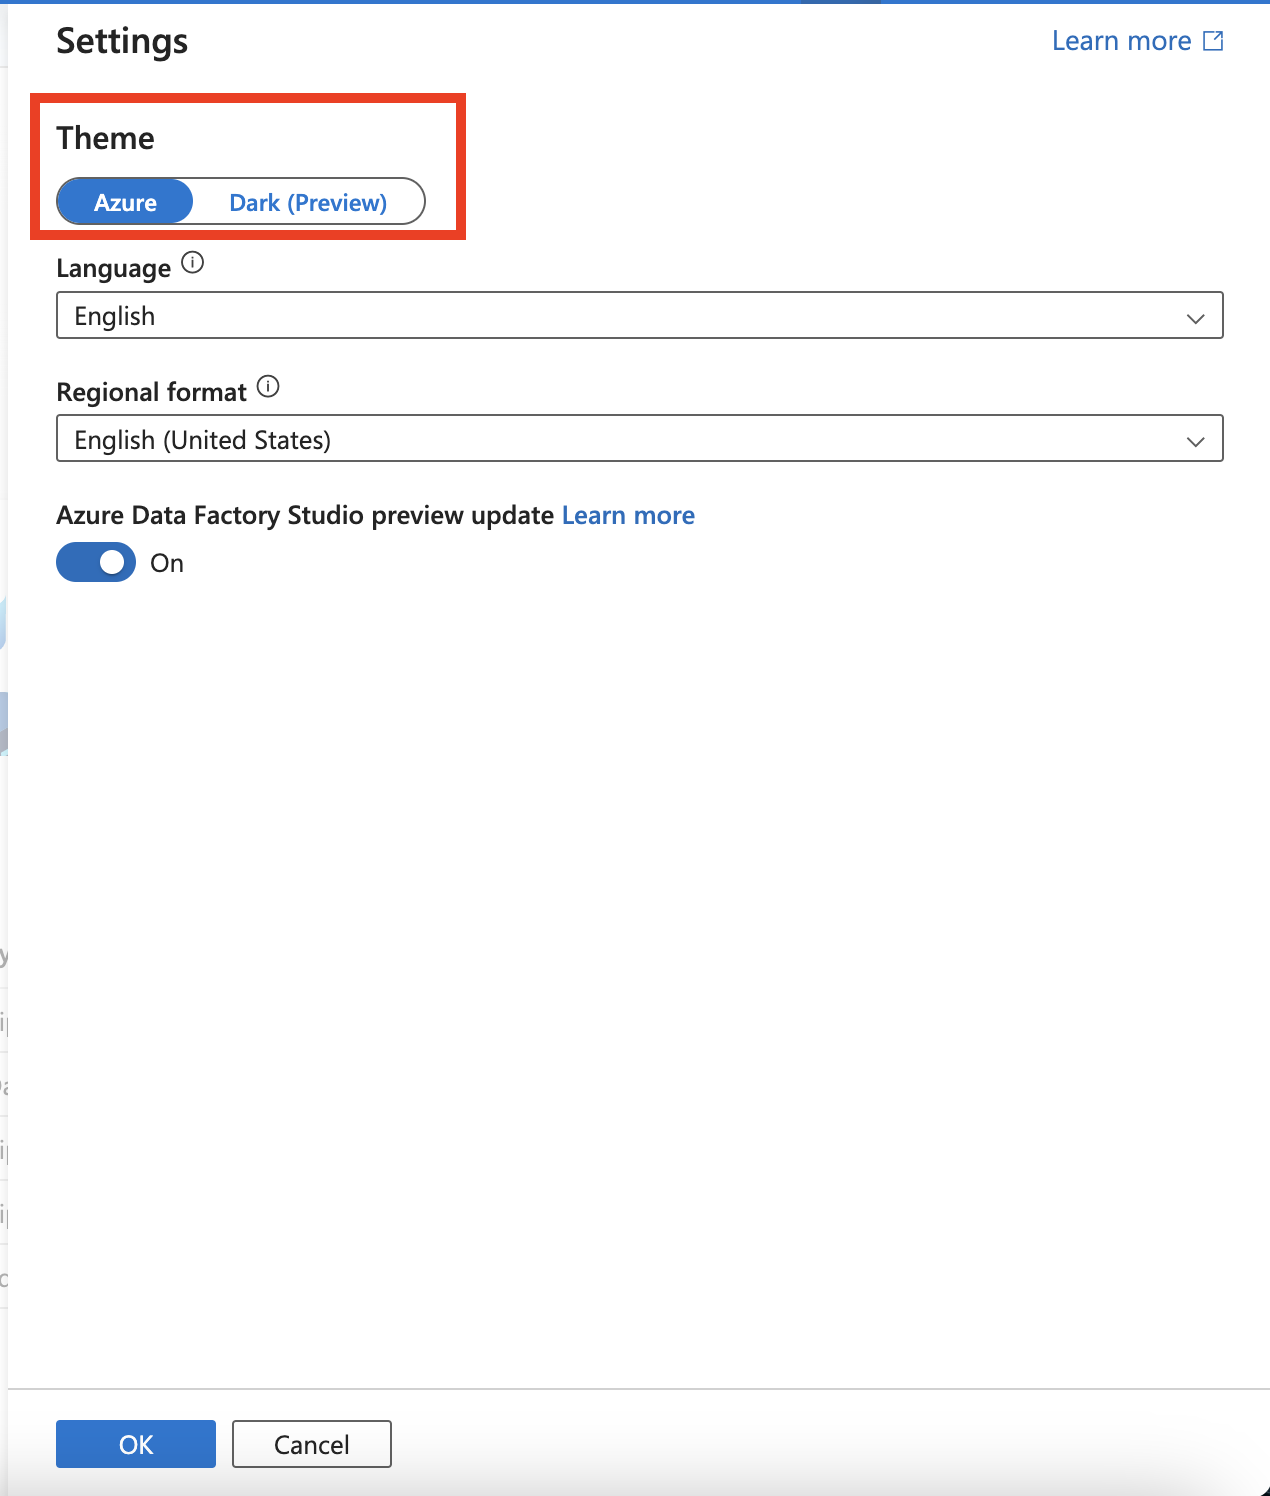 Settings
Learn more
Theme
Azure
Dark (Preview)
Language
English
Regional format
English (United States)
Azure Data Factory Studio preview update Learn more
On
OK
Cancel